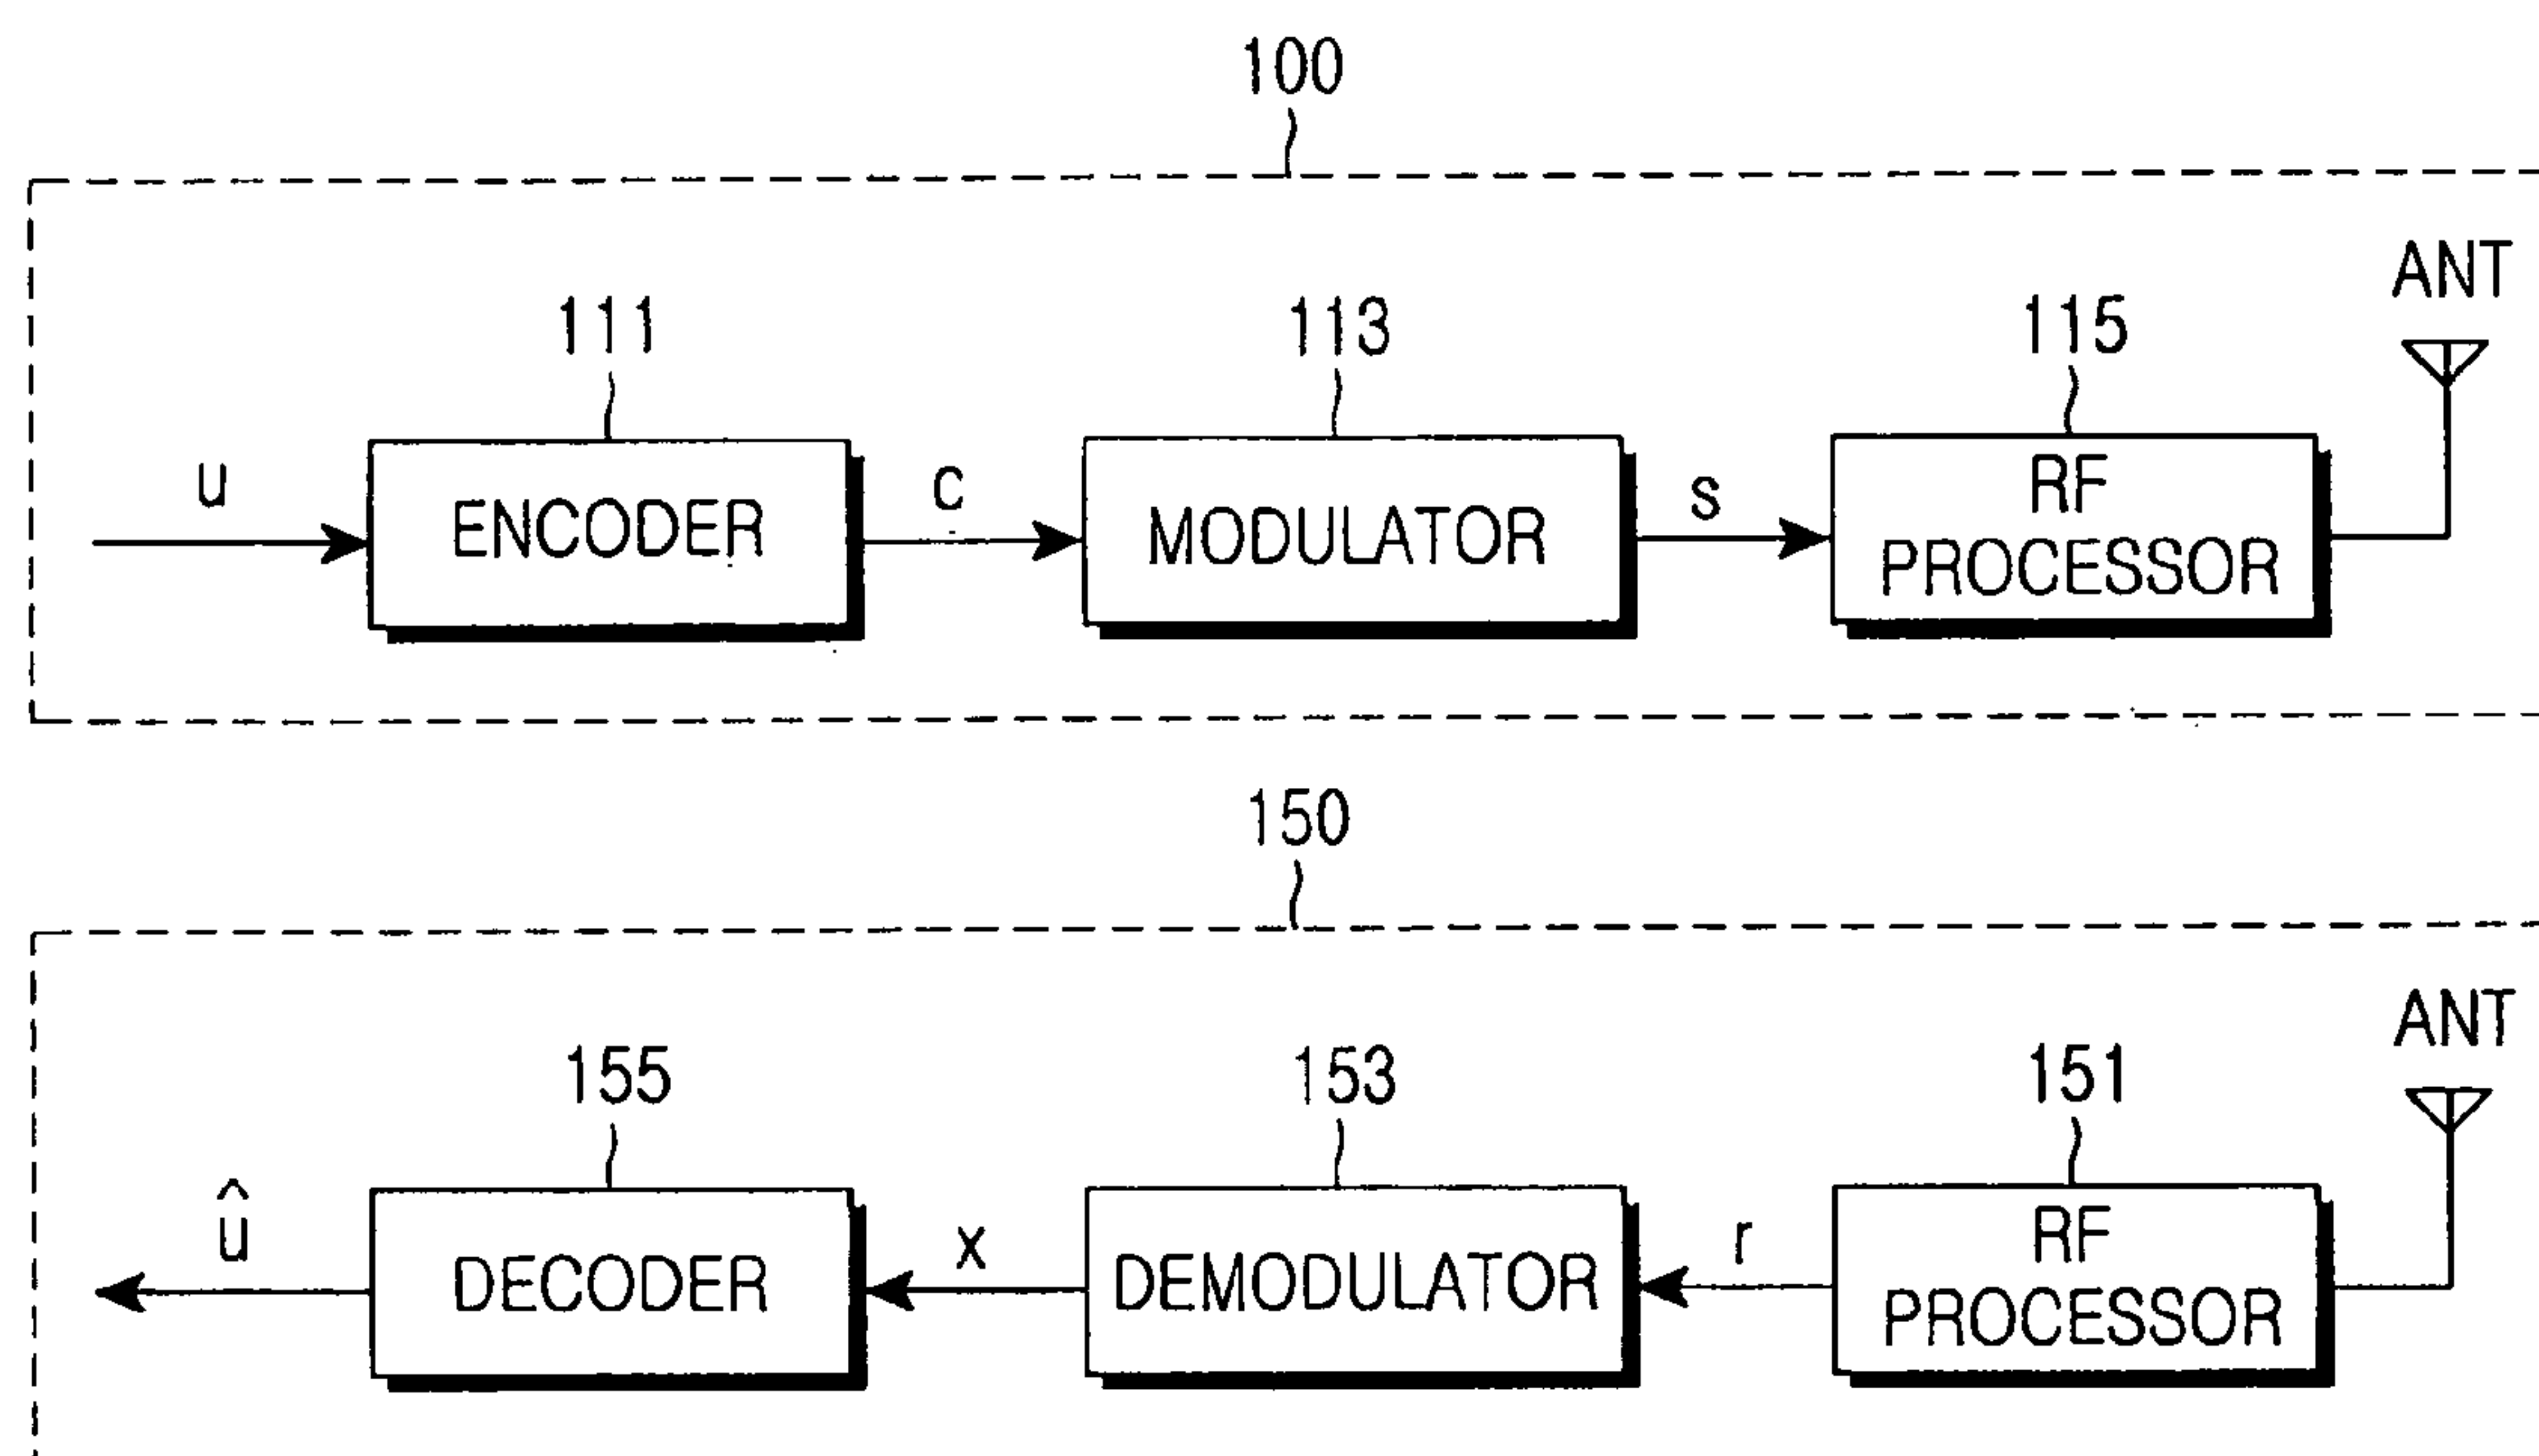 100
ANT
111
113
115
u
ENCODER
c
MODULATOR
s
RF
PROCESSOR
150
ANT
155
153
151
û
DECODER
x
DEMODULATOR
r
RF
PROCESSOR